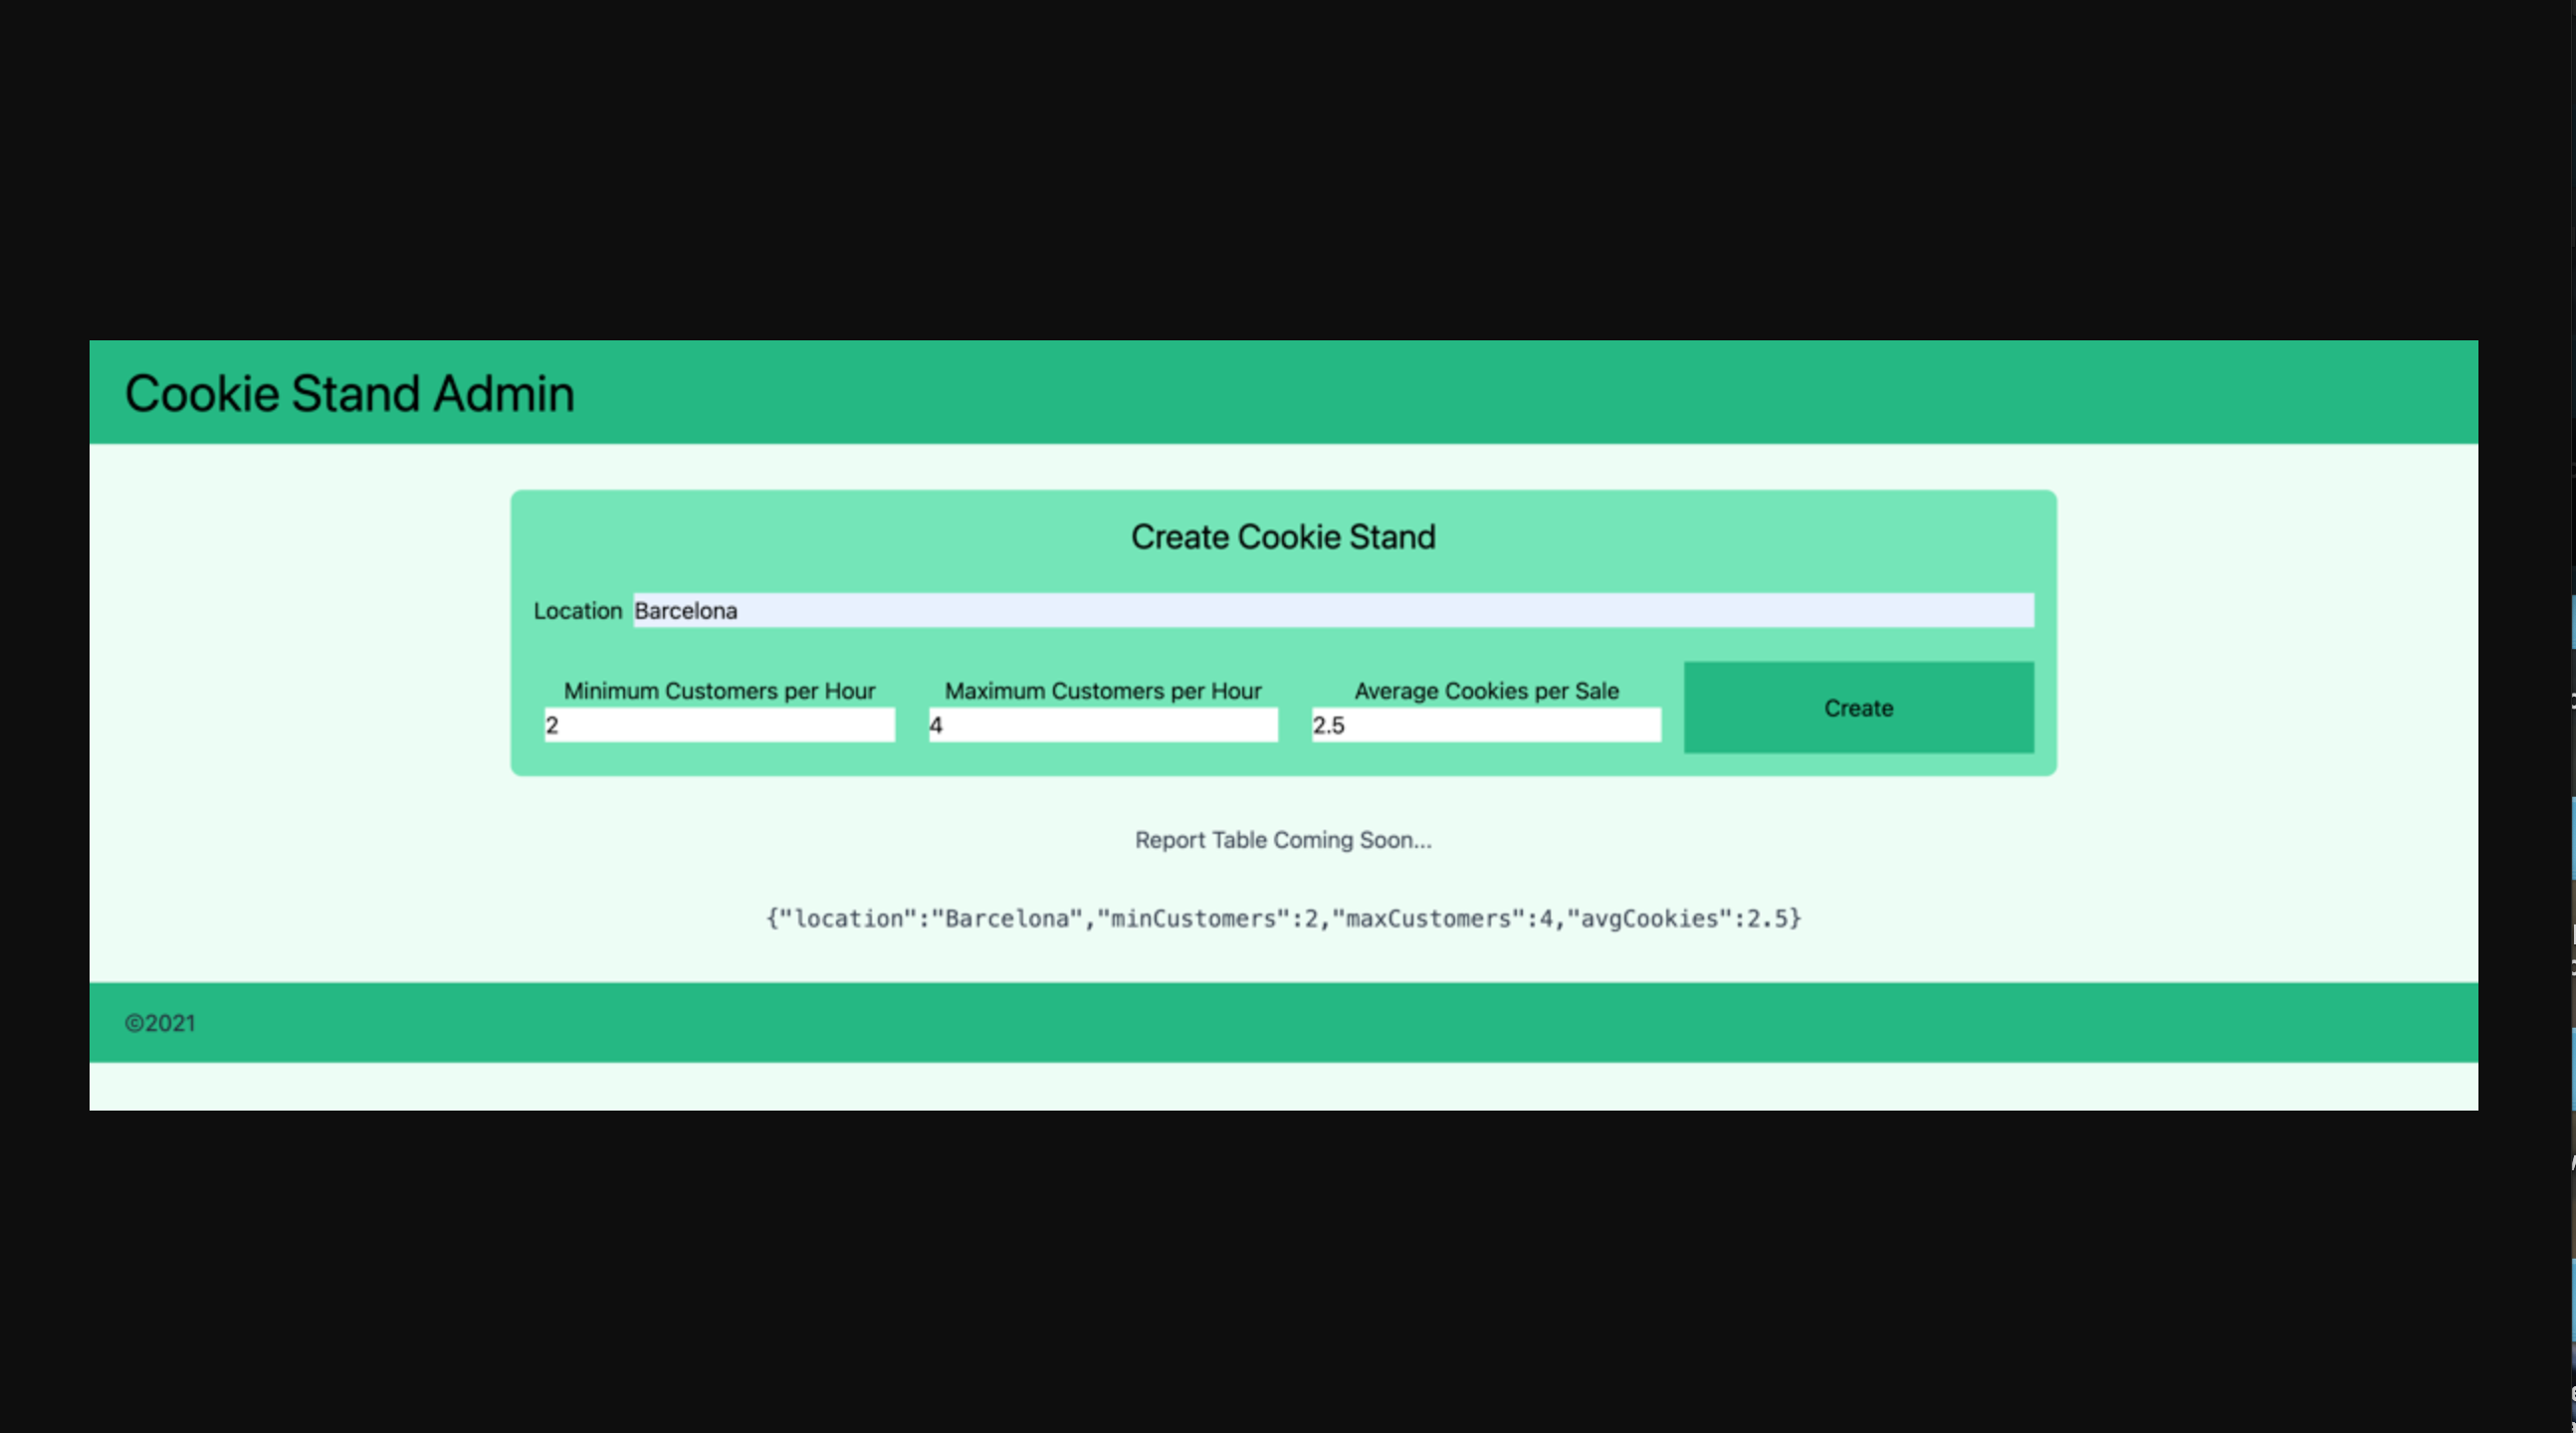 Cookie Stand Admin
Create Cookie Stand
Location Barcelona
Minimum Customers per Hour Maximum Customers per Hour Average Cookies per Sale Create
2 4 2.5
Report Table Coming Soon...
{"location":"Barcelona","minCustomers":2,"maxCustomers":4,"avgCookies":2.5}
©2021